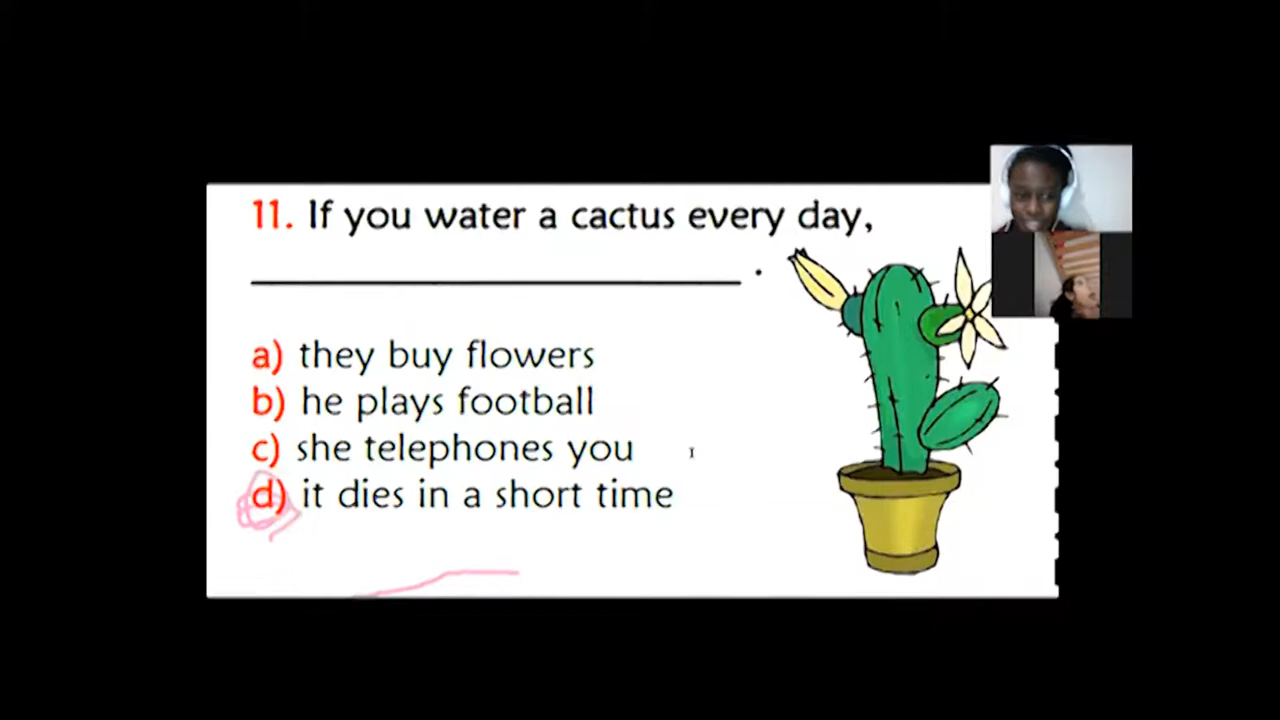 11. If you water a cactus every day,
____________________ .
a) they buy flowers
b) he plays football
c) she telephones you
d) it dies in a short time